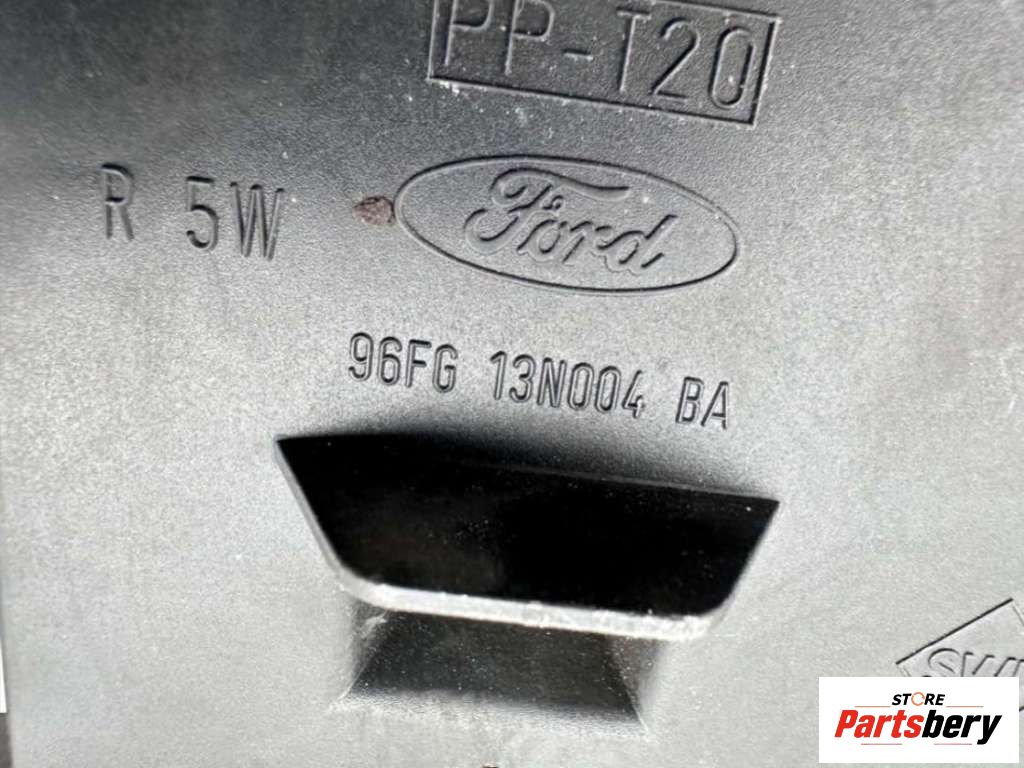 PP-T20
R 5W
Ford
96FG 13N004 BA
STORE
Partsbery